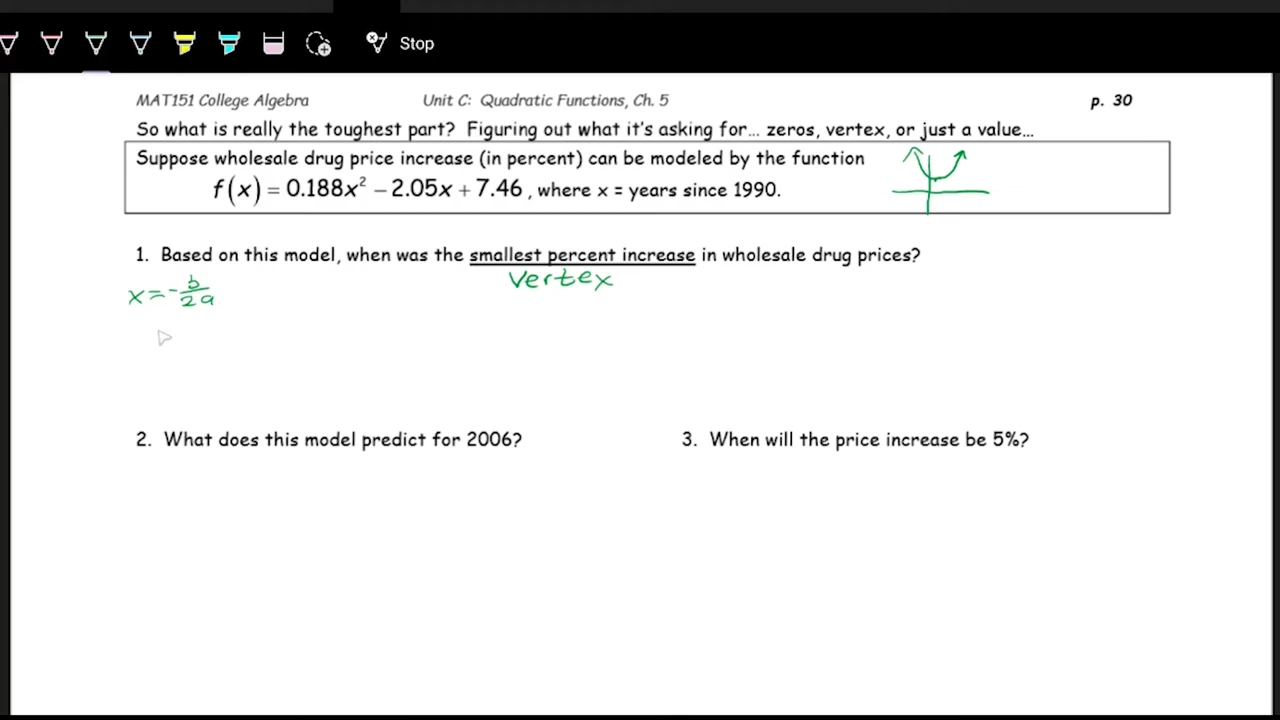 Stop
MAT151 College Algebra Unit C: Quadratic Functions, Ch. 5 p. 30
So what is really the toughest part? Figuring out what it's asking for... zeros, vertex, or just a value...
Suppose wholesale drug price increase (in percent) can be modeled by the function
f(x) = 0.188x² − 2.05x + 7.46, where x = years since 1990.
1. Based on this model, when was the smallest percent increase in wholesale drug prices?
vertex
x = -b/2a
2. What does this model predict for 2006?
3. When will the price increase be 5%?